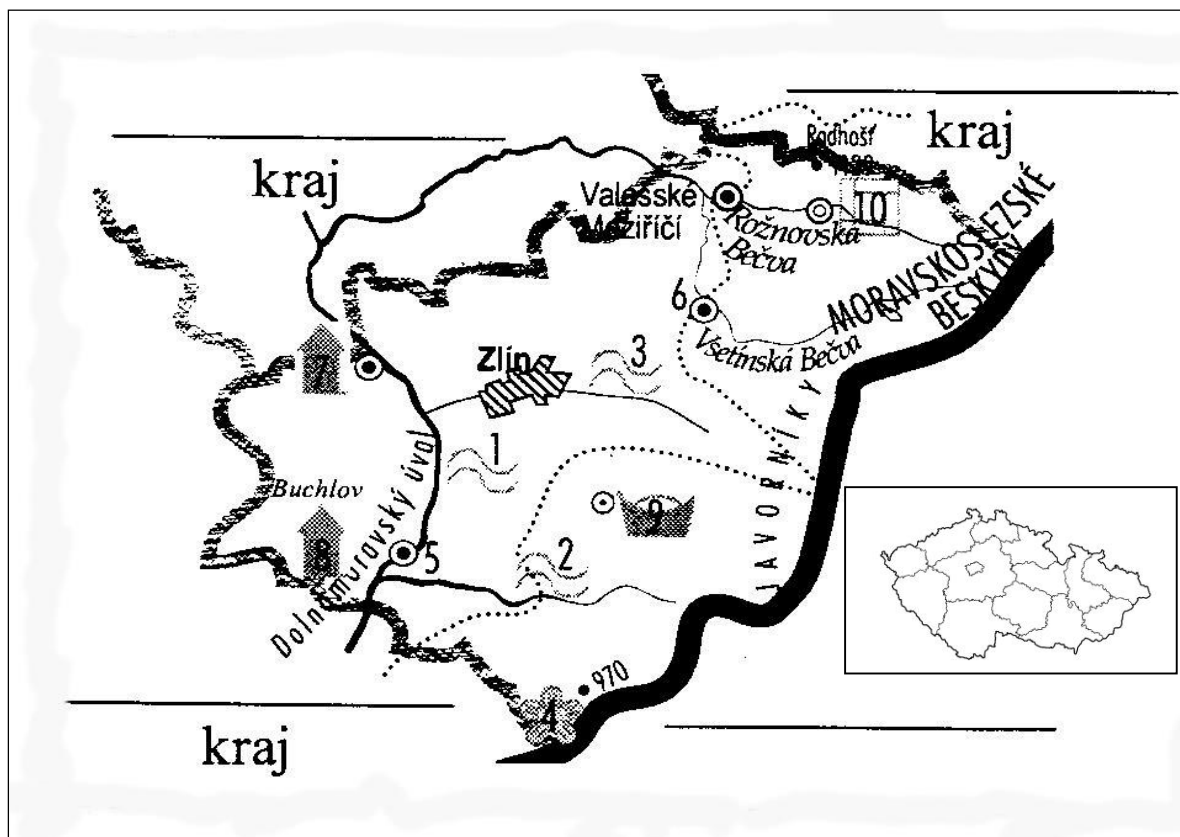 kraj
kraj
Radhošť
Valašské
Meziříčí
10
Rožnovská
Bečva
MORAVSKOSLEZSKÉ
BESKYDY
6
Vsetínská Bečva
3
Zlín
7
JAVORNÍKY
1
Dolnomoravský úval
Buchlov
9
2
8
5
970
4
kraj